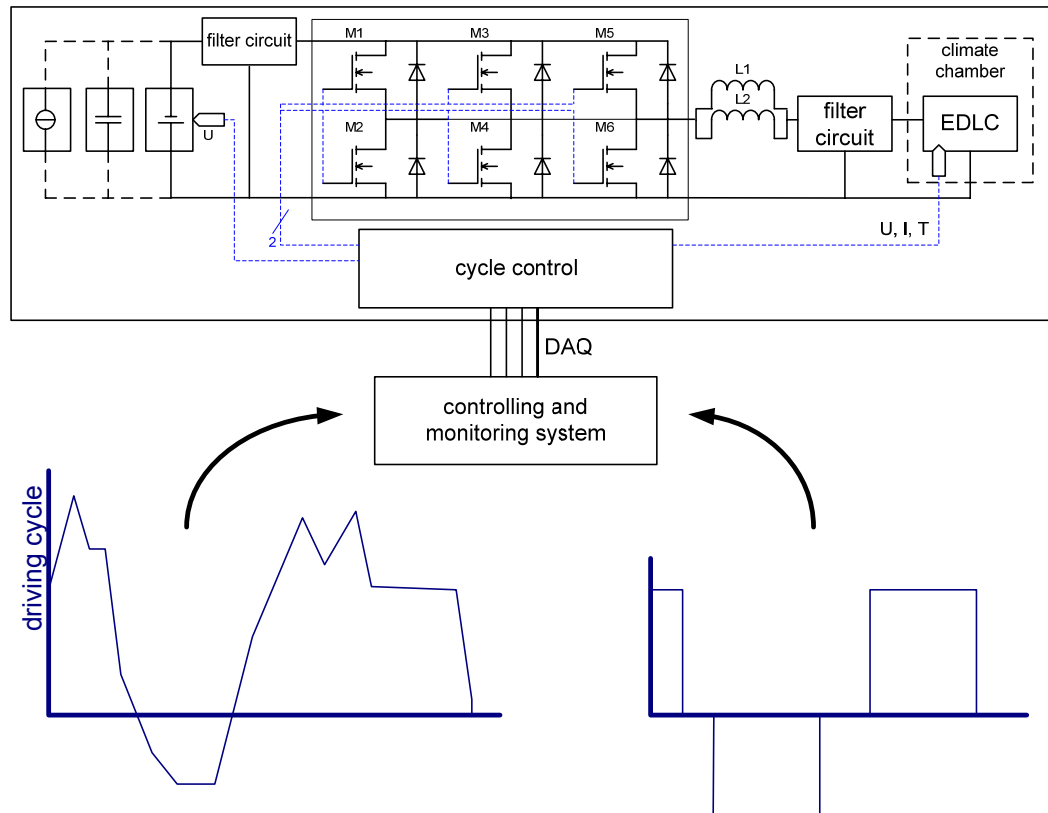 filter circuit
M1
M3
M5
climate
chamber
L1
L2
filter
circuit
EDLC
U
M2
M4
M6
2
U, I, T
cycle control
DAQ
controlling and
monitoring system
driving cycle